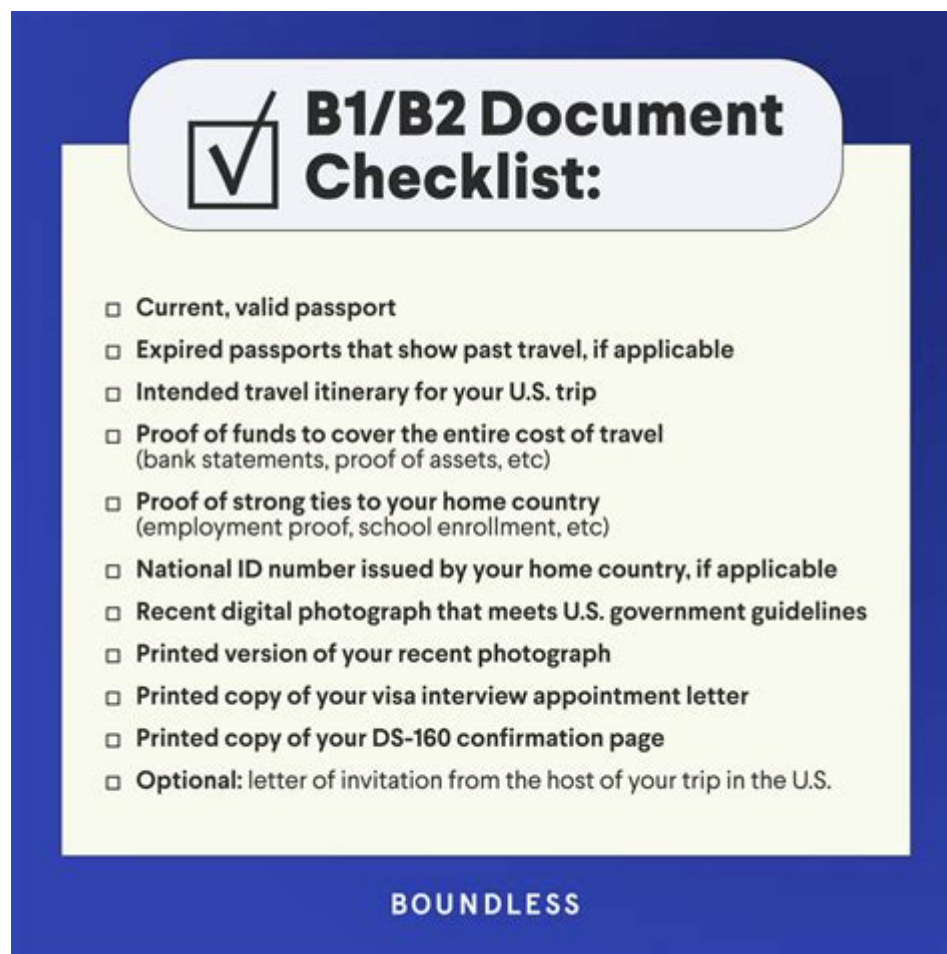 B1/B2 Document
Checklist:
Current, valid passport
Expired passports that show past travel, if applicable
Intended travel itinerary for your U.S. trip
Proof of funds to cover the entire cost of travel
(bank statements, proof of assets, etc)
Proof of strong ties to your home country
(employment proof, school enrollment, etc)
National ID number issued by your home country, if applicable
Recent digital photograph that meets U.S. government guidelines
Printed version of your recent photograph
Printed copy of your visa interview appointment letter
Printed copy of your DS-160 confirmation page
Optional: letter of invitation from the host of your trip in the U.S.
BOUNDLESS